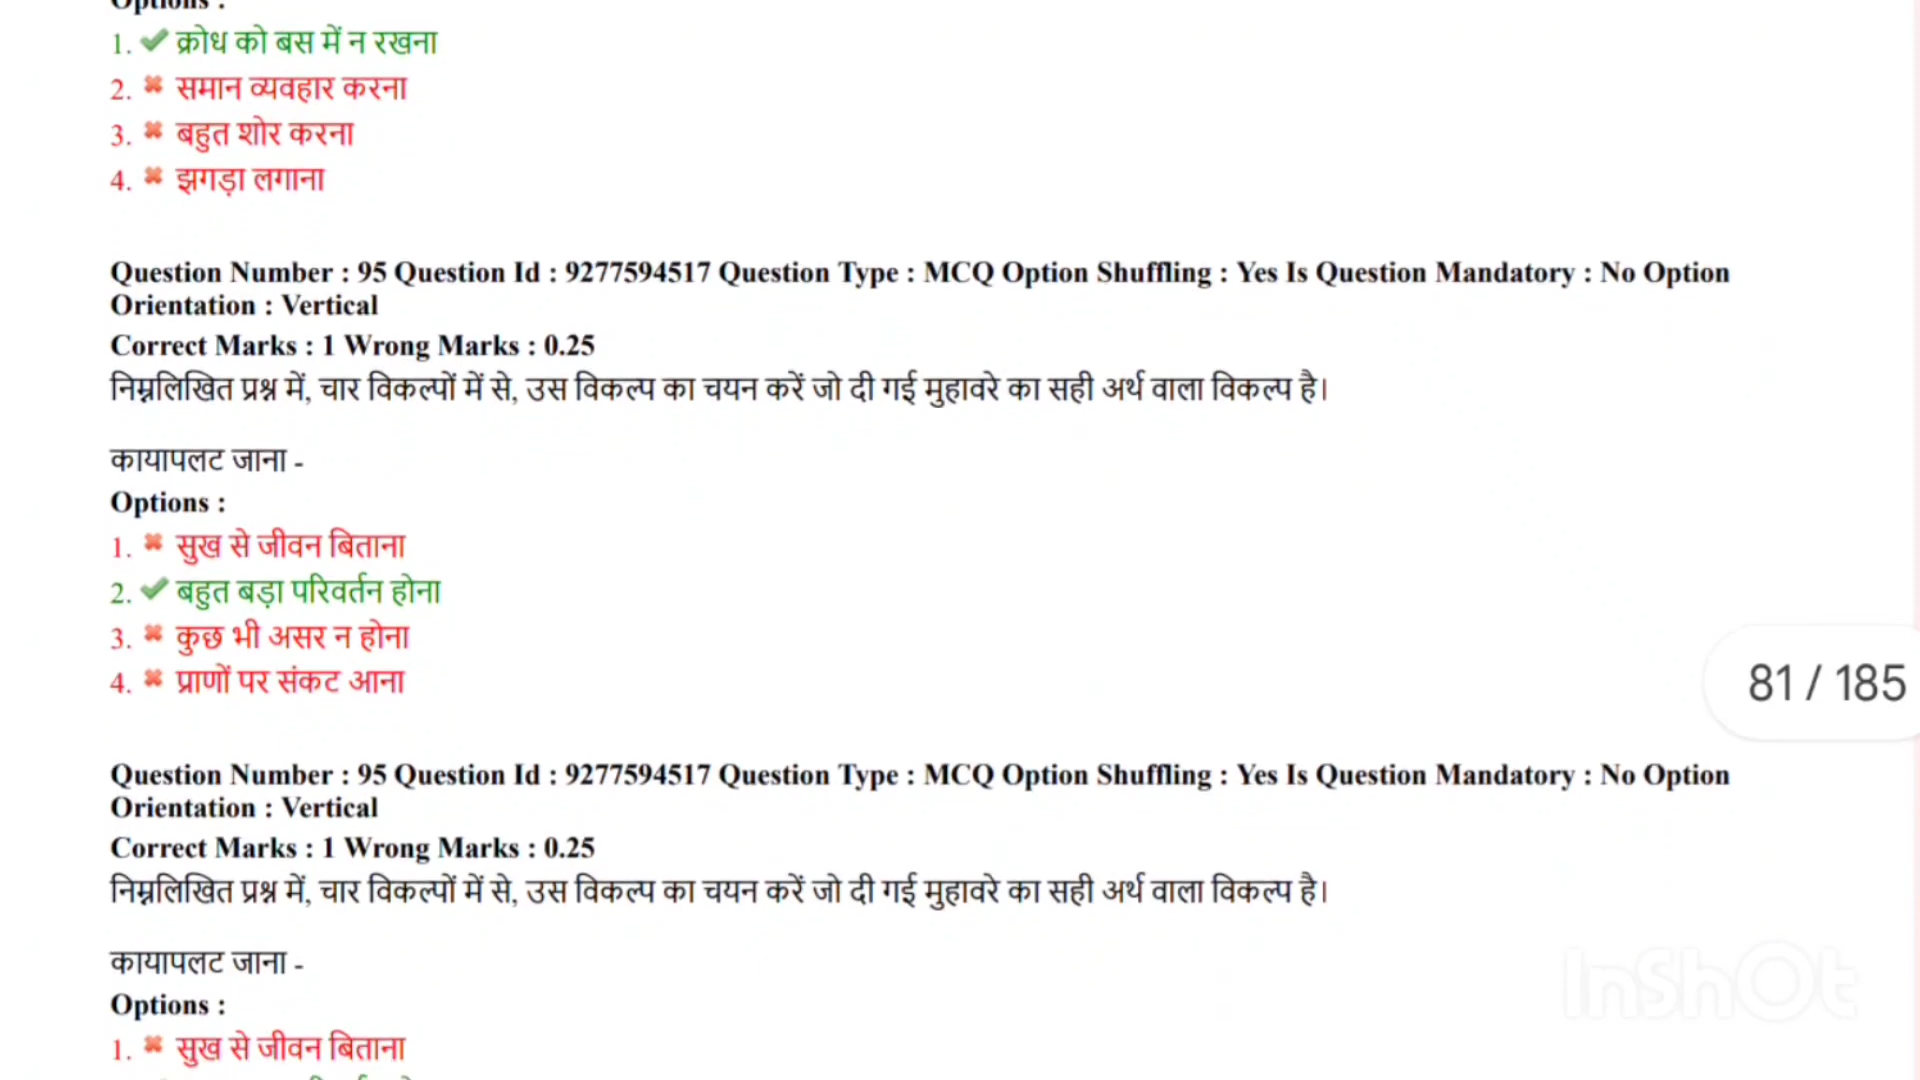 Options :
1. ✔ क्रोध को बस में न रखना
2. ✖ समान व्यवहार करना
3. ✖ बहुत शोर करना
4. ✖ झगड़ा लगाना
Question Number : 95 Question Id : 9277594517 Question Type : MCQ Option Shuffling : Yes Is Question Mandatory : No Option
Orientation : Vertical
Correct Marks : 1 Wrong Marks : 0.25
निम्नलिखित प्रश्न में, चार विकल्पों में से, उस विकल्प का चयन करें जो दी गई मुहावरे का सही अर्थ वाला विकल्प है।
कायापलट जाना -
Options :
1. ✖ सुख से जीवन बिताना
2. ✔ बहुत बड़ा परिवर्तन होना
3. ✖ कुछ भी असर न होना
4. ✖ प्राणों पर संकट आना
81 / 185
Question Number : 95 Question Id : 9277594517 Question Type : MCQ Option Shuffling : Yes Is Question Mandatory : No Option
Orientation : Vertical
Correct Marks : 1 Wrong Marks : 0.25
निम्नलिखित प्रश्न में, चार विकल्पों में से, उस विकल्प का चयन करें जो दी गई मुहावरे का सही अर्थ वाला विकल्प है।
कायापलट जाना -
InShOt
Options :
1. ✖ सुख से जीवन बिताना